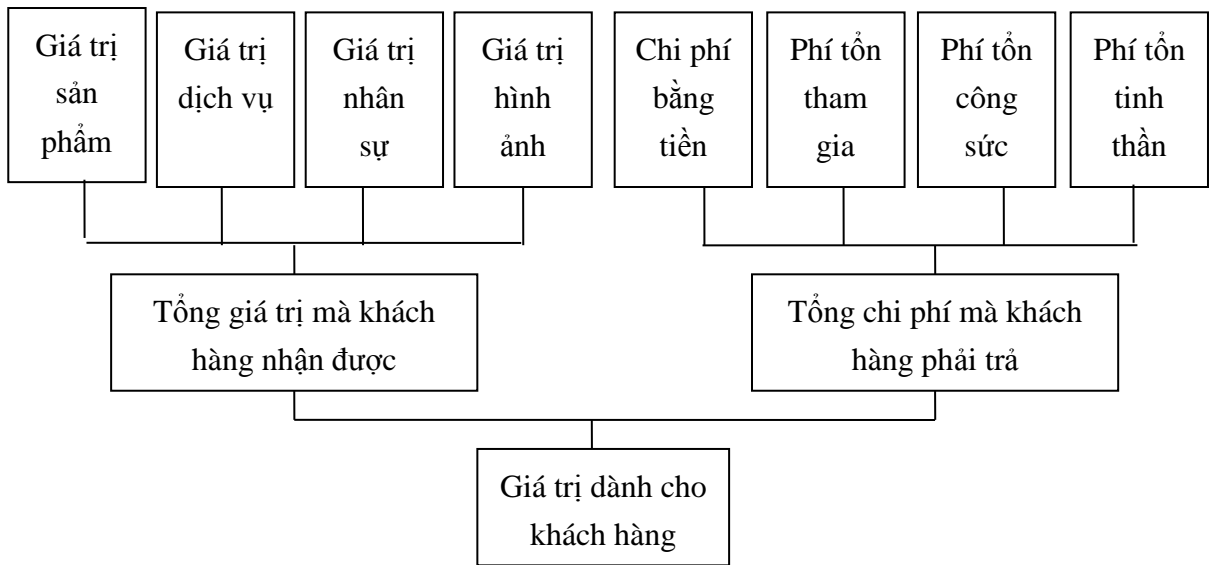 Giá trị
sản
phẩm
Giá trị
dịch vụ
Giá trị
nhân
sự
Giá trị
hình
ảnh
Chi phí
bằng
tiền
Phí tổn
tham
gia
Phí tổn
công
sức
Phí tổn
tinh
thần
Tổng giá trị mà khách
hàng nhận được
Tổng chi phí mà khách
hàng phải trả
Giá trị dành cho
khách hàng